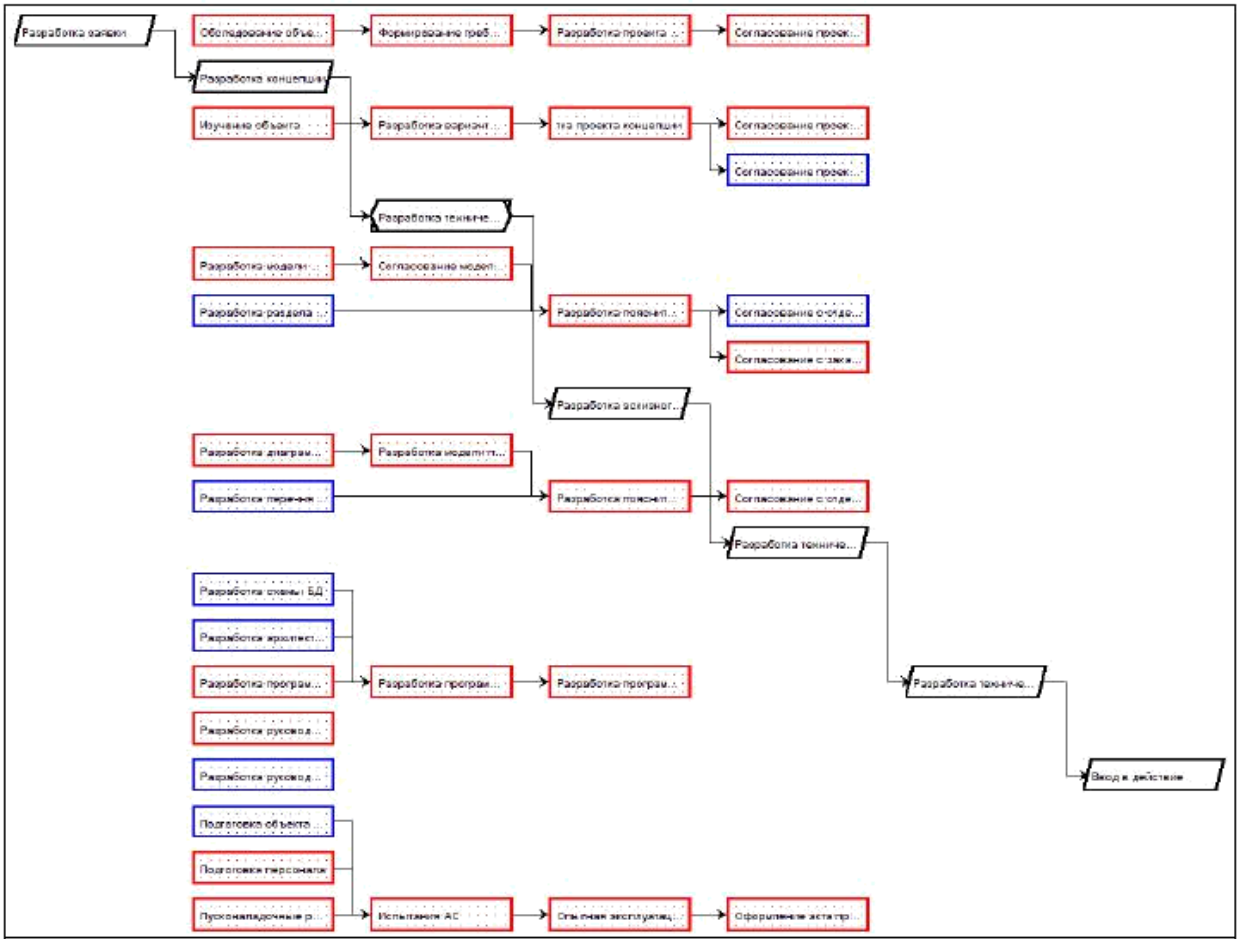 Разработка заявки
Обследование объе...
Формирование треб...
Разработка проекта ...
Согласование проек...
Разработка концепции
Изучение объекта
Разработка вариант...
тка проекта концепции
Согласование проек...
Согласование проек...
Разработка техниче...
Разработка модели ...
Согласование модел...
Разработка раздела ...
Разработка пояснит...
Согласование с отде...
Согласование с зака...
Разработка эскизног...
Разработка диаграм...
Разработка модели п...
Разработка перечня ...
Разработка пояснит...
Согласование с отде...
Разработка техниче...
Разработка схемы БД
Разработка архитект...
Разработка програм...
Разработка програм...
Разработка програм...
Разработка техниче...
Разработка руковод...
Разработка руковод...
Ввод в действие
Подготовка объекта ...
Подготовка персонала
Пусконаладочные р...
Испытания АС
Опытная эксплуатац...
Оформление акта пр...